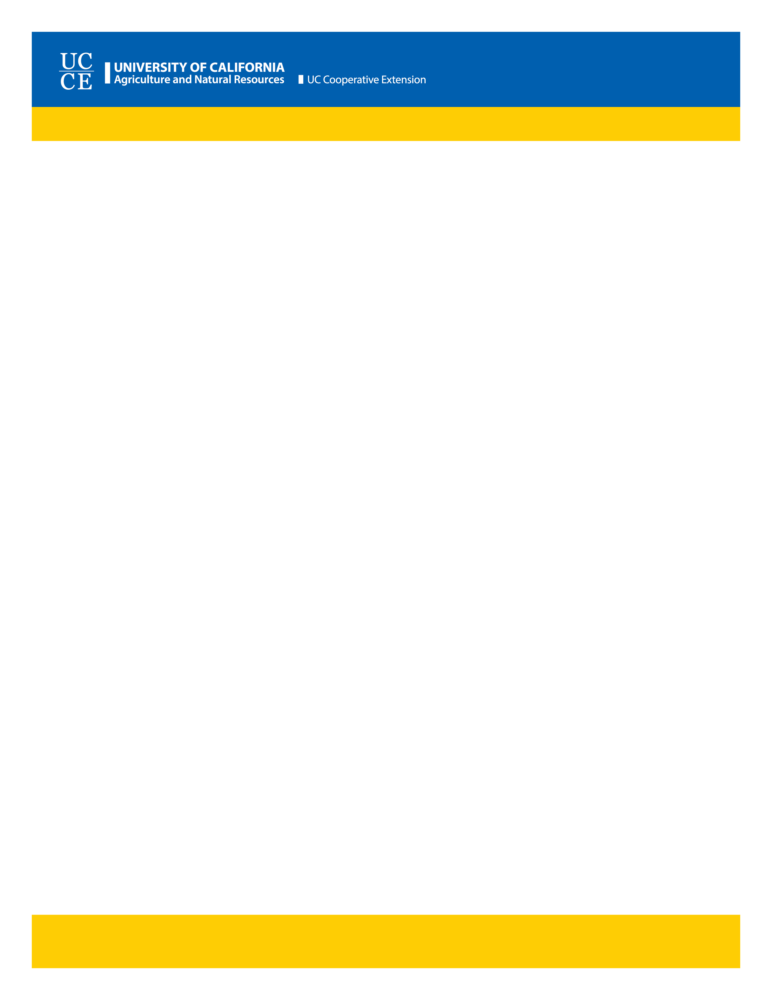 UC
CE
UNIVERSITY OF CALIFORNIA
Agriculture and Natural Resources
UC Cooperative Extension